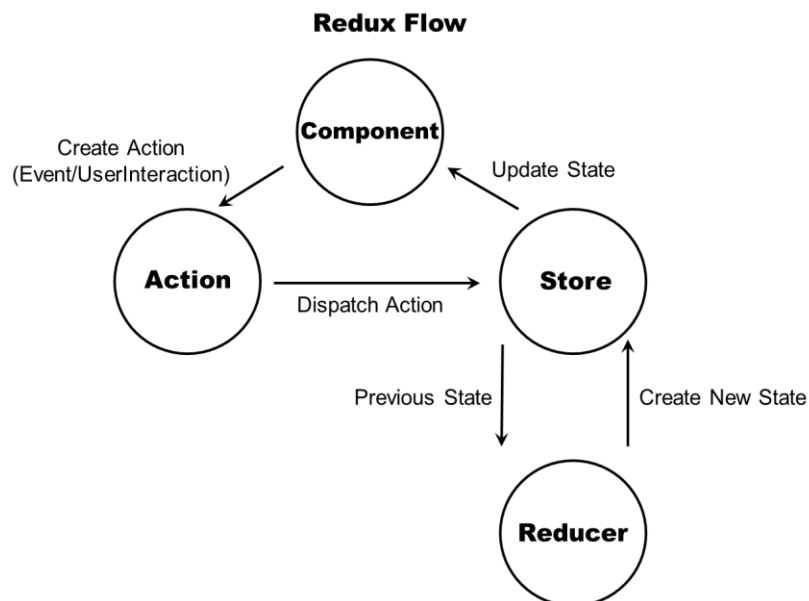 Redux Flow
Component
Create Action
(Event/UserInteraction)
Update State
Action
Store
Dispatch Action
Previous State
Create New State
Reducer